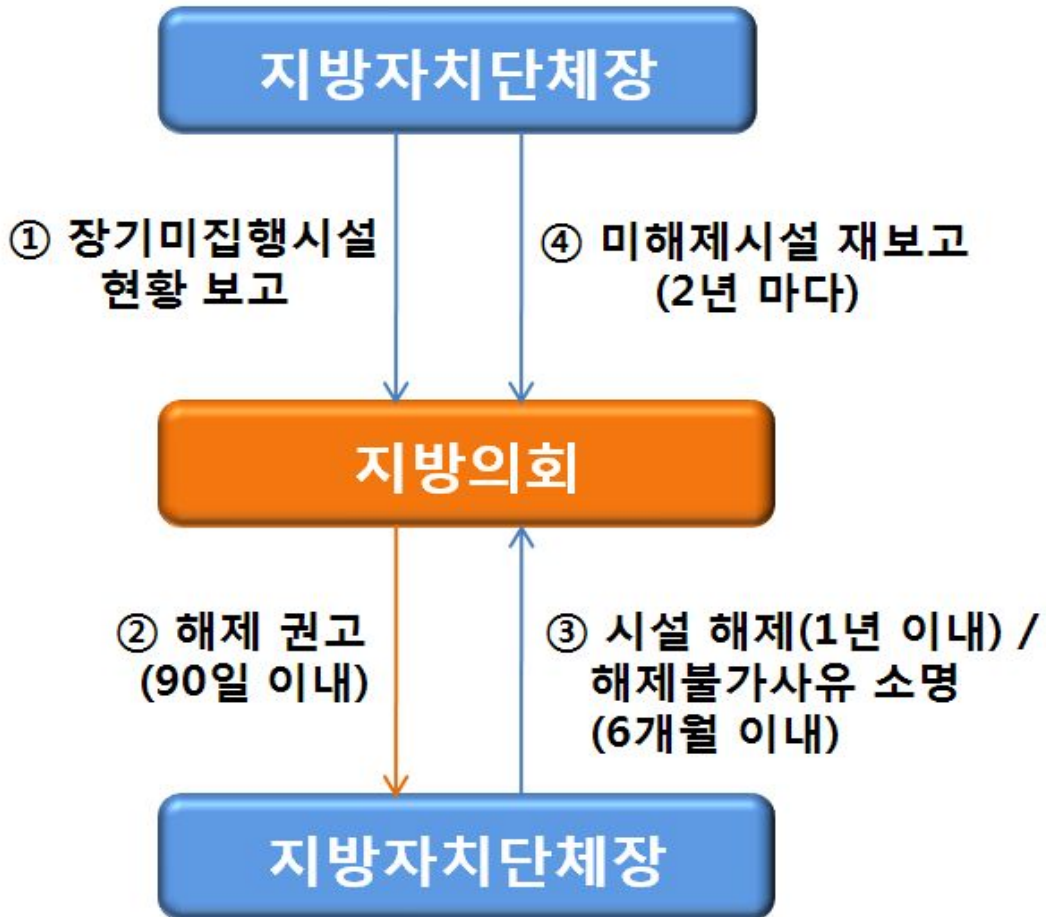 지방자치단체장
① 장기미집행시설
현황 보고
④ 미해제시설 재보고
(2년 마다)
지방의회
② 해제 권고
(90일 이내)
③ 시설 해제(1년 이내) /
해제불가사유 소명
(6개월 이내)
지방자치단체장